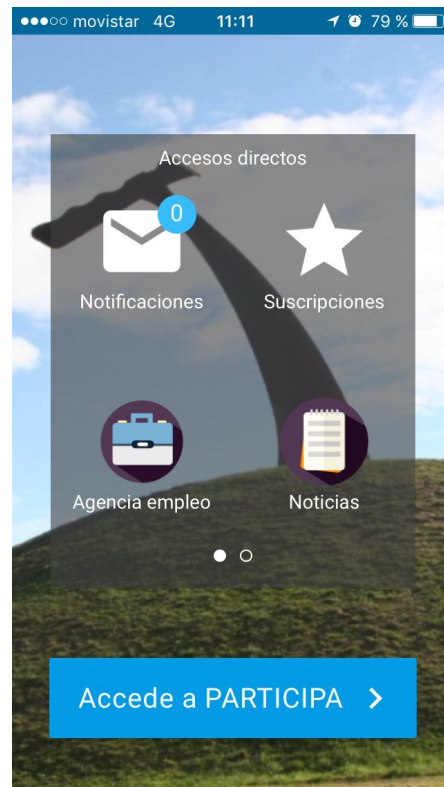 movistar 4G 11:11 79 %
Accesos directos
0
Notificaciones Suscripciones
Agencia empleo Noticias
Accede a PARTICIPA